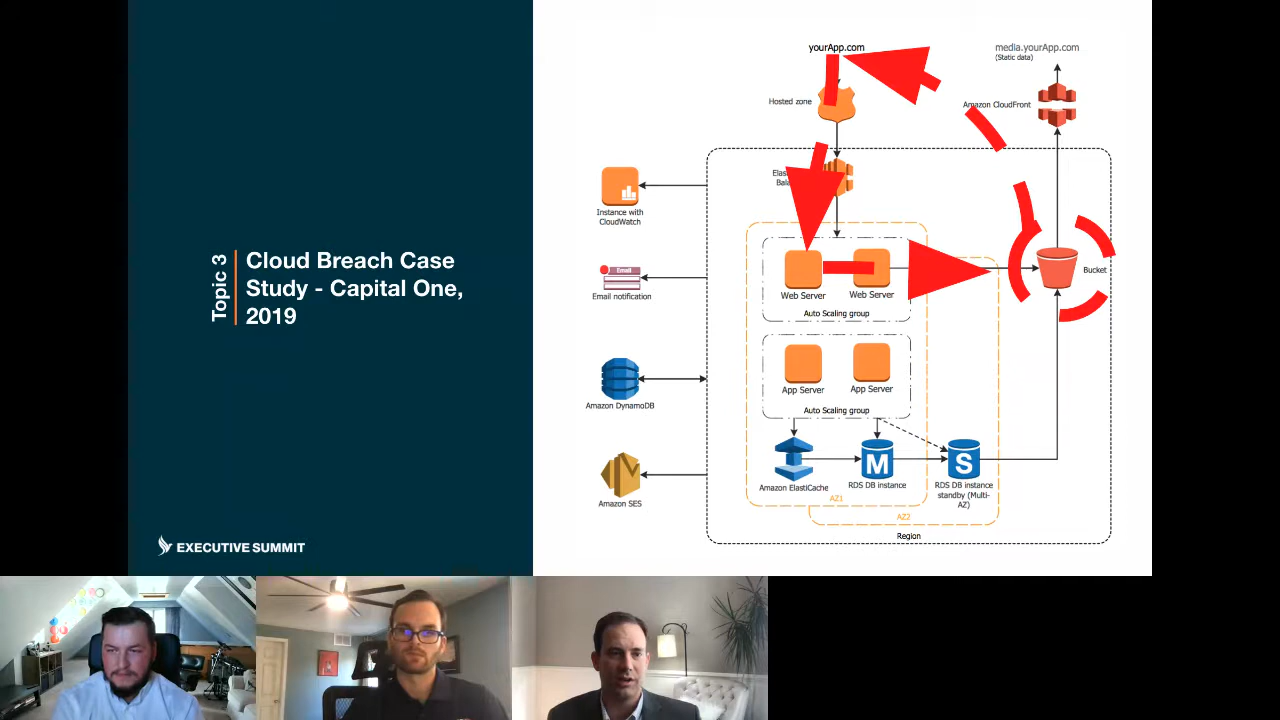 Topic 3
Cloud Breach Case
Study - Capital One,
2019
EXECUTIVE SUMMIT
yourApp.com
media.yourApp.com
(Static data)
Hosted zone
Amazon CloudFront
Instance with
CloudWatch
Email
Email notification
Web Server
Web Server
Auto Scaling group
Bucket
App Server
App Server
Auto Scaling group
Amazon DynamoDB
M
S
Amazon ElastiCache
RDS DB instance
RDS DB instance
standby (Multi-
AZ)
Amazon SES
AZ1
AZ2
Region